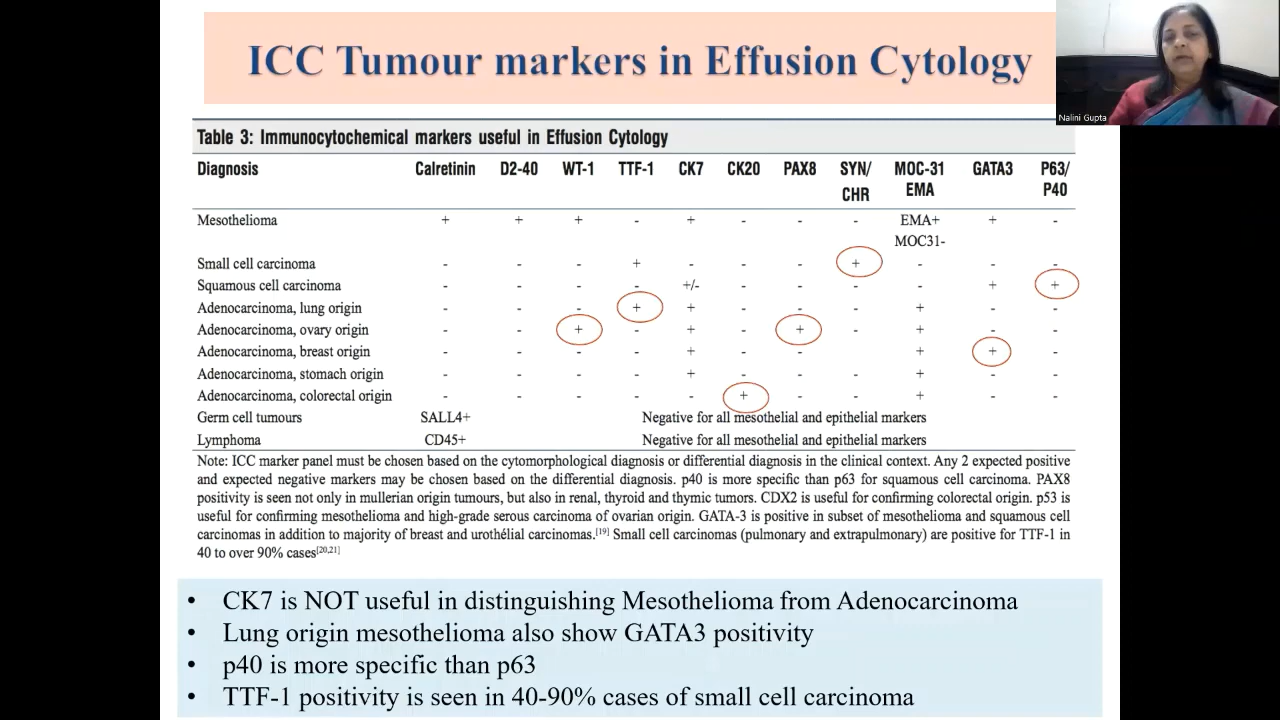 ICC Tumour markers in Effusion Cytology
Nalini Gupta
Table 3: Immunocytochemical markers useful in Effusion Cytology
Diagnosis Calretinin D2-40 WT-1 TTF-1 CK7 CK20 PAX8 SYN/ CHR MOC-31 EMA GATA3 P63/ P40
Mesothelioma + + + - + - - - EMA+ MOC31- + -
Small cell carcinoma - - - + - - - + - - -
Squamous cell carcinoma - - - - +/- - - - - + +
Adenocarcinoma, lung origin - - - + + - - - + - -
Adenocarcinoma, ovary origin - - + - + - + - + - -
Adenocarcinoma, breast origin - - - - + - - - + + -
Adenocarcinoma, stomach origin - - - - + - - - + - -
Adenocarcinoma, colorectal origin - - - - - + - - + - -
Germ cell tumours SALL4+ Negative for all mesothelial and epithelial markers
Lymphoma CD45+ Negative for all mesothelial and epithelial markers
Note: ICC marker panel must be chosen based on the cytomorphological diagnosis or differential diagnosis in the clinical context. Any 2 expected positive
and expected negative markers may be chosen based on the differential diagnosis. p40 is more specific than p63 for squamous cell carcinoma. PAX8
positivity is seen not only in mullerian origin tumours, but also in renal, thyroid and thymic tumors. CDX2 is useful for confirming colorectal origin. p53 is
useful for confirming mesothelioma and high-grade serous carcinoma of ovarian origin. GATA-3 is positive in subset of mesothelioma and squamous cell
carcinomas in addition to majority of breast and urothélial carcinomas.[19] Small cell carcinomas (pulmonary and extrapulmonary) are positive for TTF-1 in
40 to over 90% cases[20,21]
• CK7 is NOT useful in distinguishing Mesothelioma from Adenocarcinoma
• Lung origin mesothelioma also show GATA3 positivity
• p40 is more specific than p63
• TTF-1 positivity is seen in 40-90% cases of small cell carcinoma